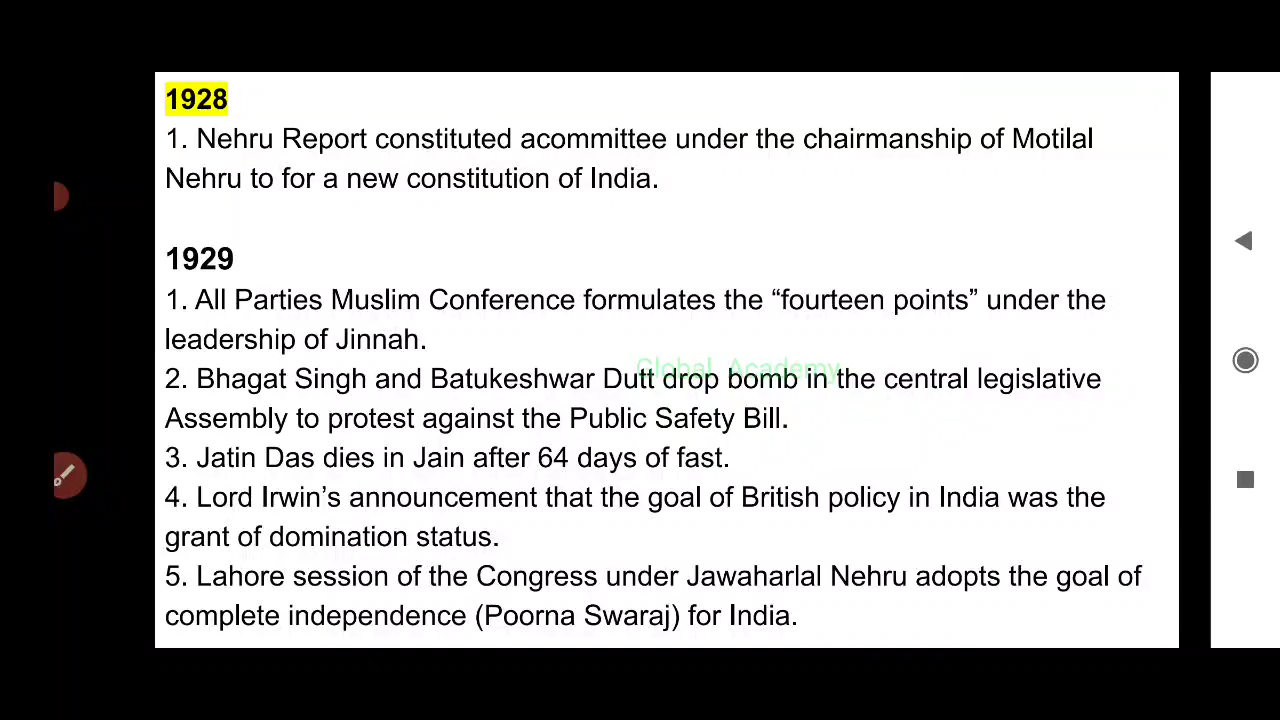 1928
1. Nehru Report constituted acommittee under the chairmanship of Motilal
Nehru to for a new constitution of India.
1929
1. All Parties Muslim Conference formulates the “fourteen points” under the
leadership of Jinnah.
Global Academy
2. Bhagat Singh and Batukeshwar Dutt drop bomb in the central legislative
Assembly to protest against the Public Safety Bill.
3. Jatin Das dies in Jain after 64 days of fast.
4. Lord Irwin’s announcement that the goal of British policy in India was the
grant of domination status.
5. Lahore session of the Congress under Jawaharlal Nehru adopts the goal of
complete independence (Poorna Swaraj) for India.